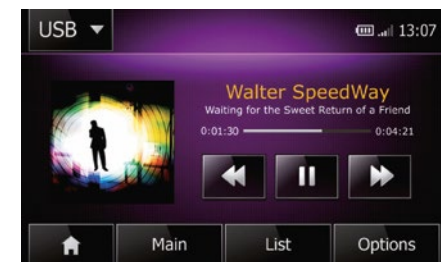 USB
13:07
Walter SpeedWay
Waiting for the Sweet Return of a Friend
0:01:30 0:04:21
Main List Options